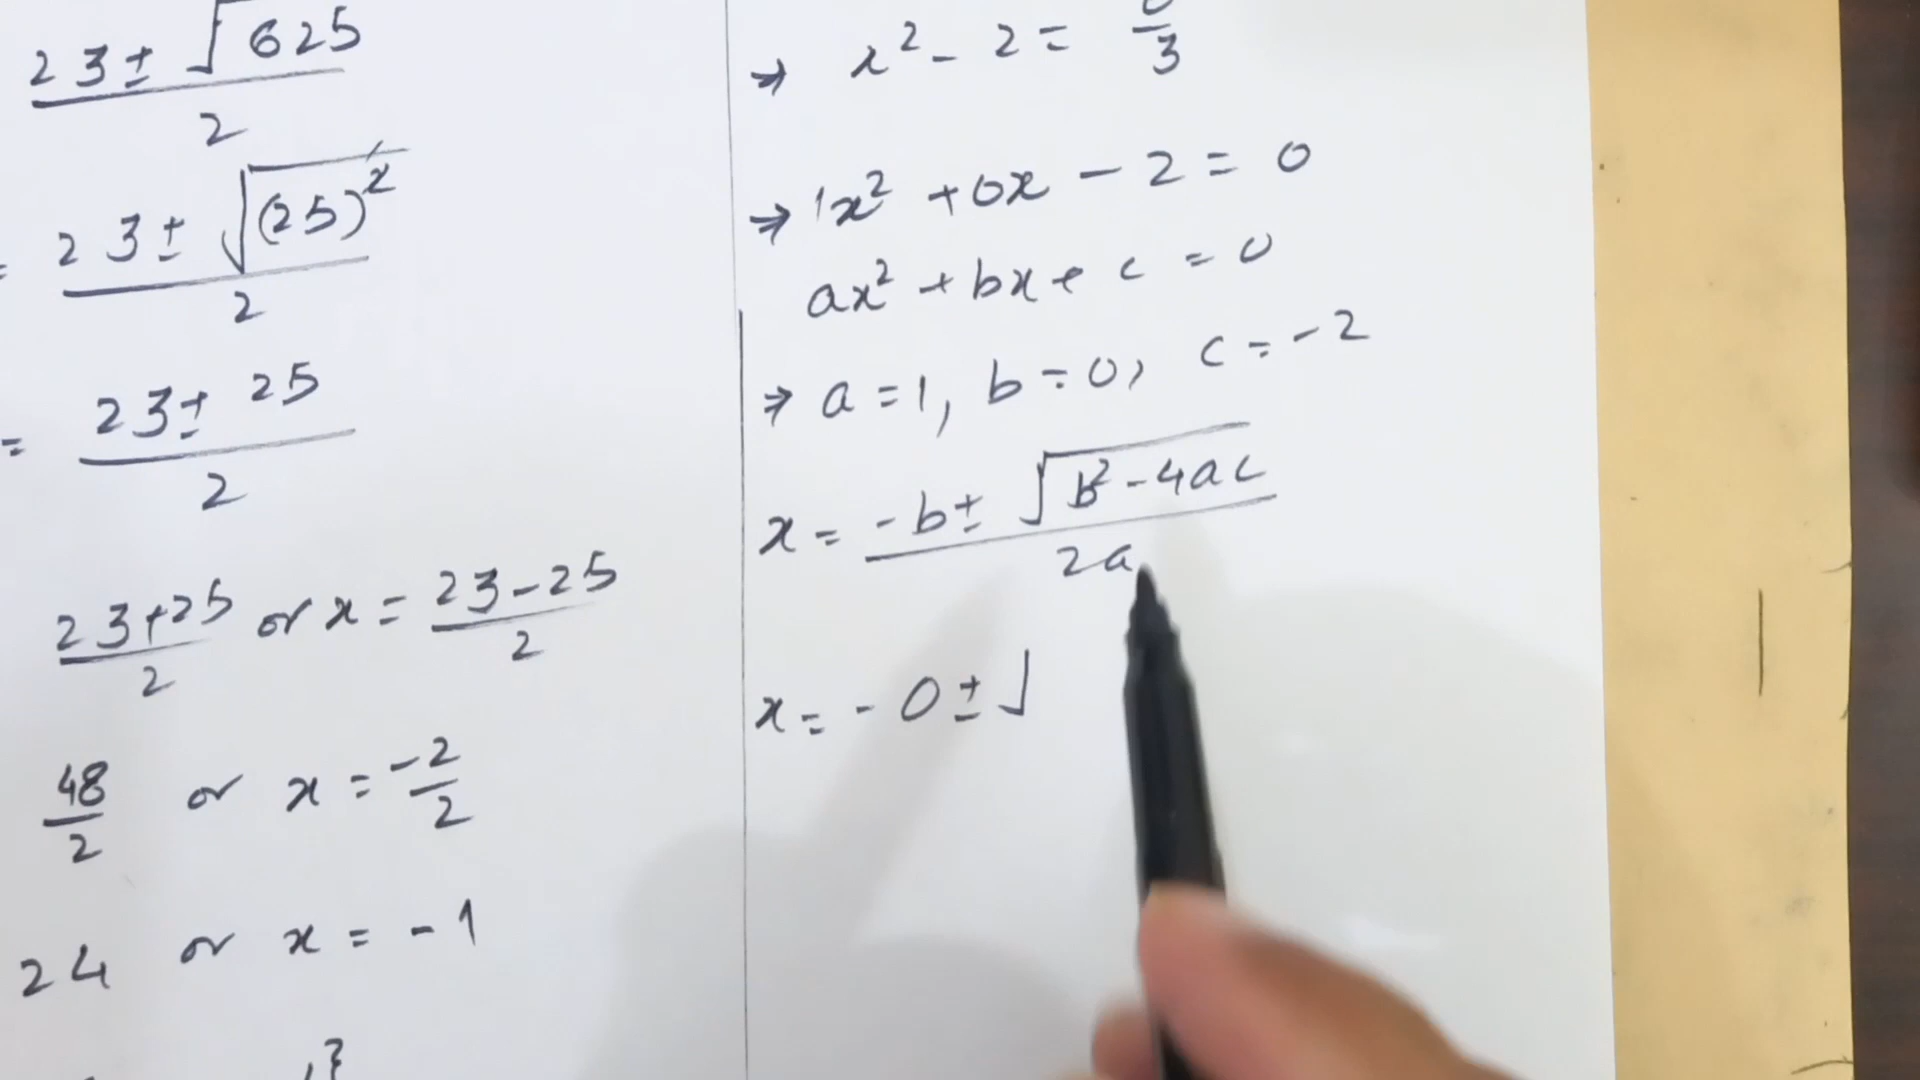 23 ± √625
2
= 23 ± √(25)²
2
= 23 ± 25
2
23+25 or x = 23-25
2 2
48 or x = -2
2 2
24 or x = -1
⇒ x² - 2 = 0
3
⇒ 1x² + 0x - 2 = 0
ax² + bx + c = 0
⇒ a = 1, b = 0, c = -2
x = -b ± √b² - 4ac
2a
x = - 0 ± √